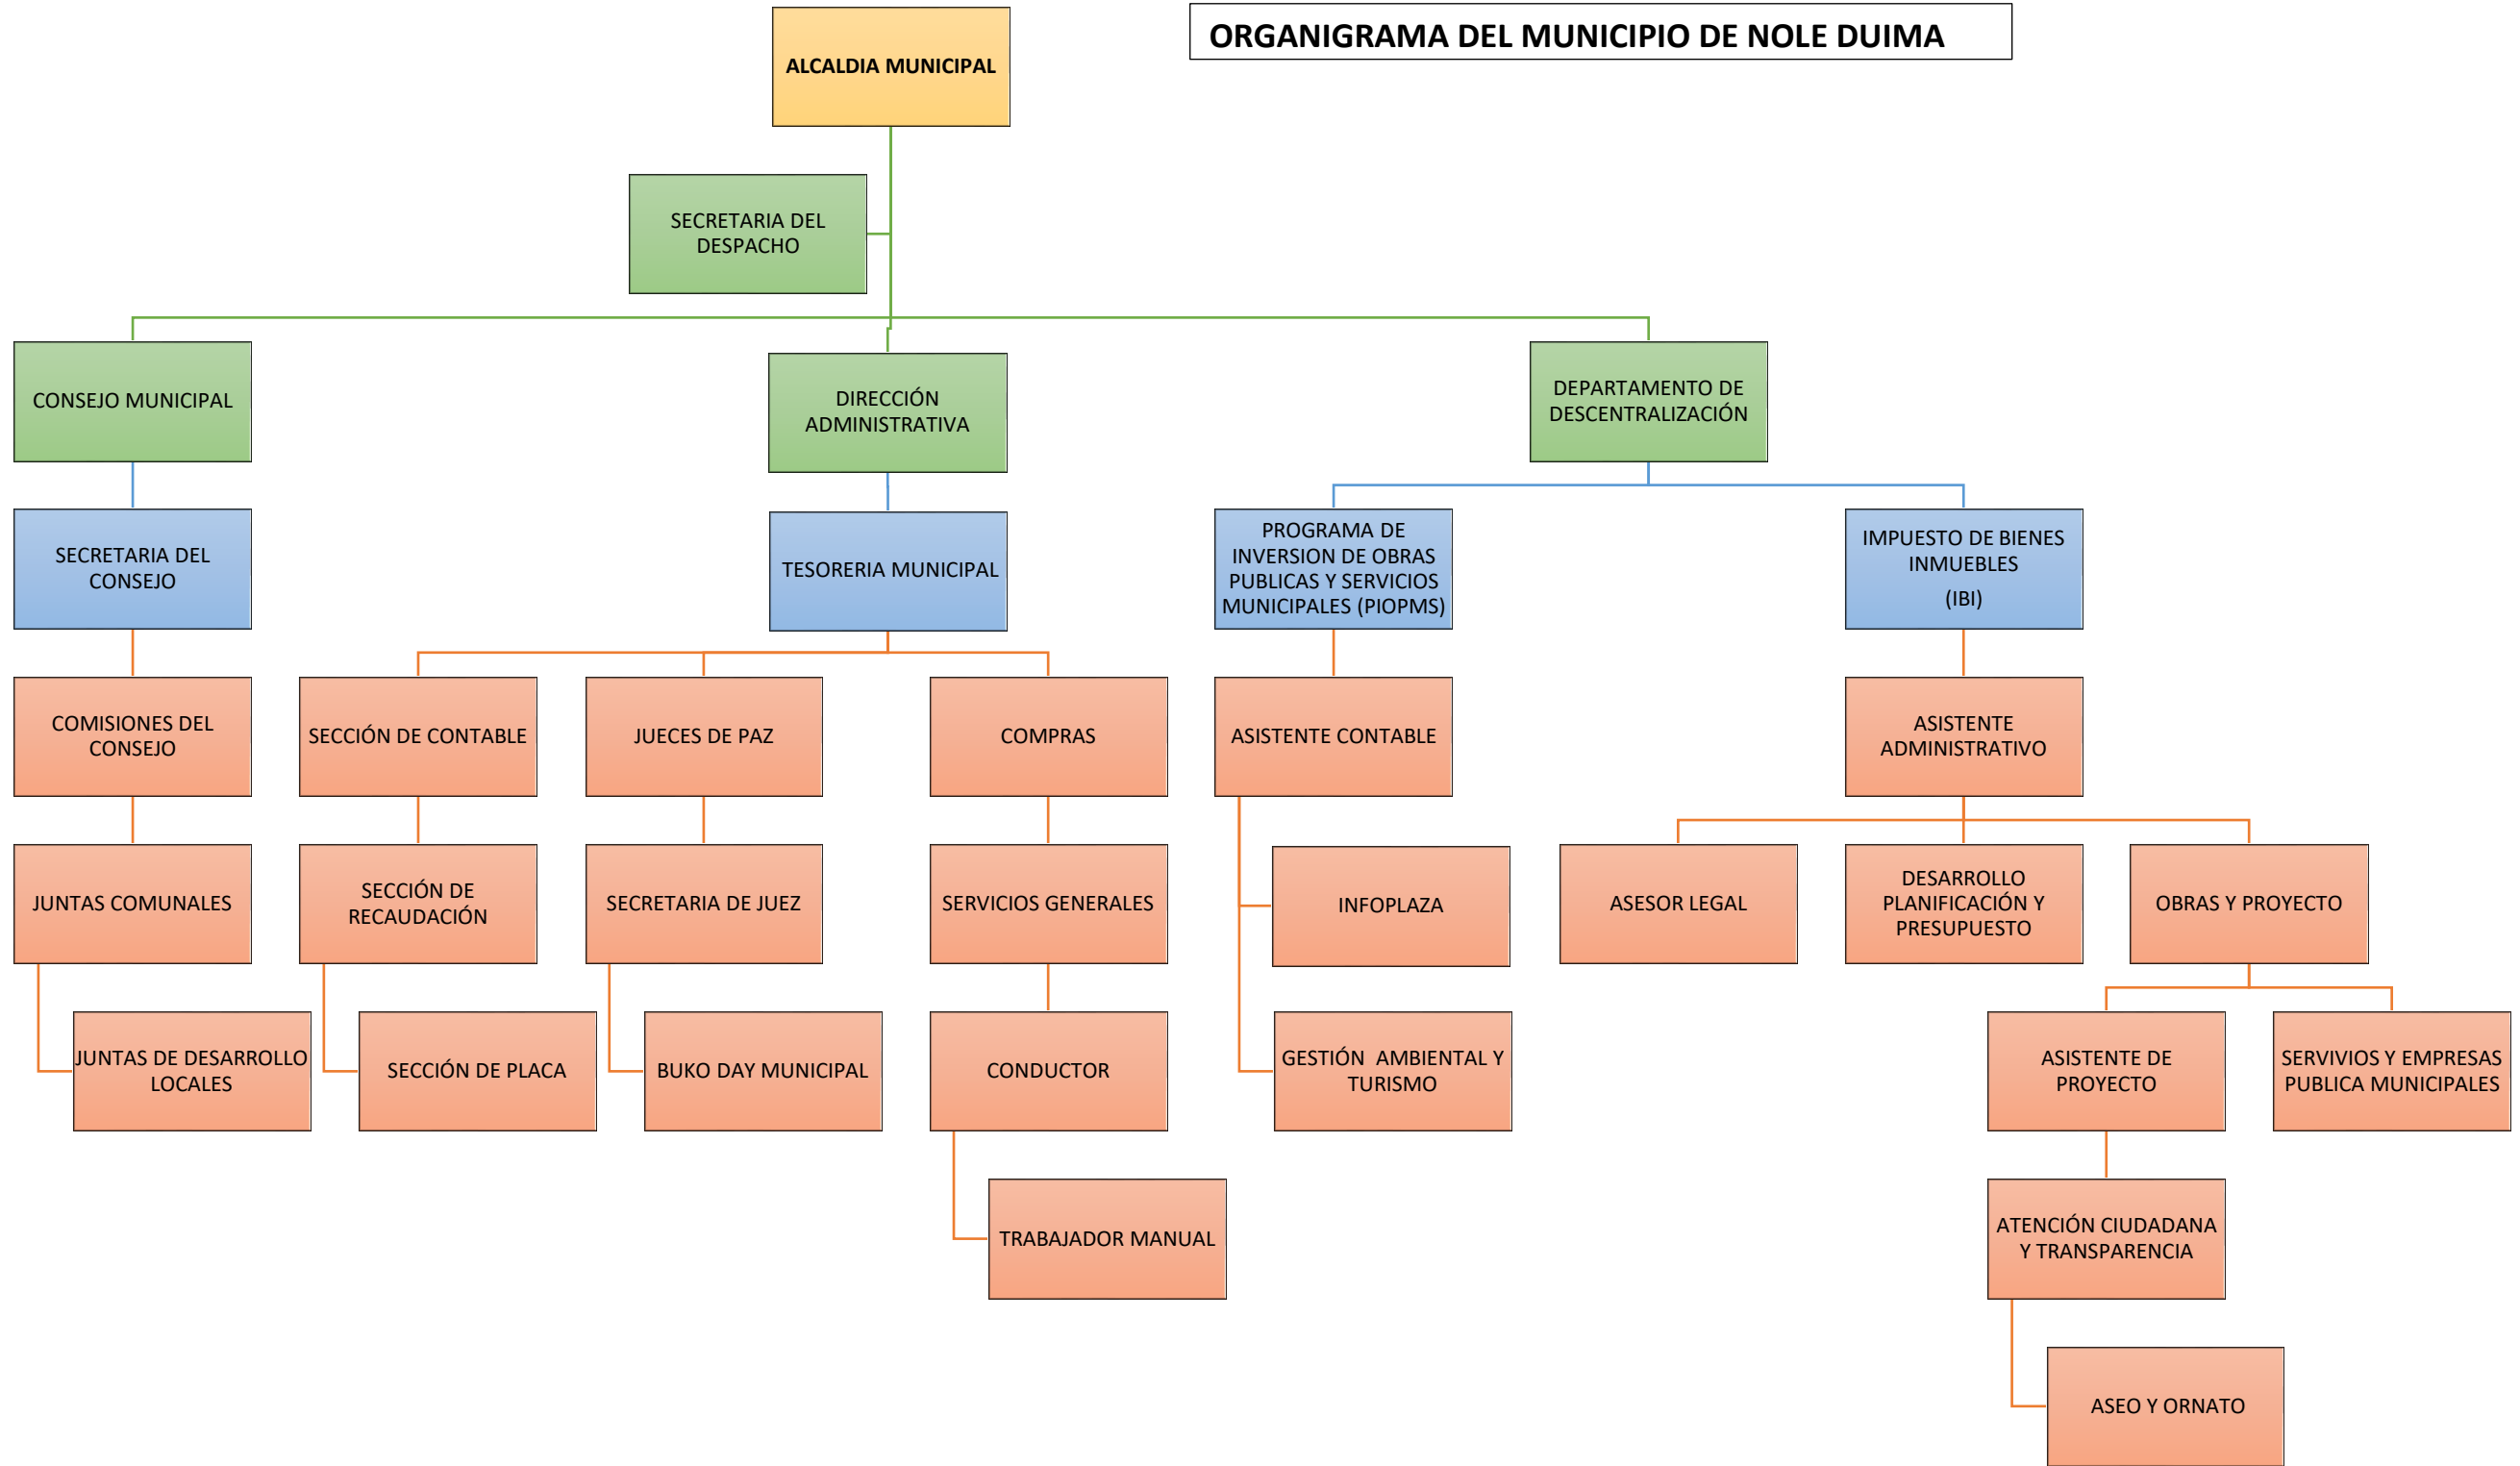 ORGANIGRAMA DEL MUNICIPIO DE NOLE DUIMA
ALCALDIA MUNICIPAL
SECRETARIA DEL
DESPACHO
CONSEJO MUNICIPAL
DIRECCIÓN
ADMINISTRATIVA
DEPARTAMENTO DE
DESCENTRALIZACIÓN
SECRETARIA DEL
CONSEJO
TESORERIA MUNICIPAL
PROGRAMA DE
INVERSION DE OBRAS
PUBLICAS Y SERVICIOS
MUNICIPALES (PIOPMS)
IMPUESTO DE BIENES
INMUEBLES
(IBI)
COMISIONES DEL
CONSEJO
SECCIÓN DE CONTABLE
JUECES DE PAZ
COMPRAS
ASISTENTE CONTABLE
ASISTENTE
ADMINISTRATIVO
JUNTAS COMUNALES
SECCIÓN DE
RECAUDACIÓN
SECRETARIA DE JUEZ
SERVICIOS GENERALES
INFOPLAZA
ASESOR LEGAL
DESARROLLO
PLANIFICACIÓN Y
PRESUPUESTO
OBRAS Y PROYECTO
JUNTAS DE DESARROLLO
LOCALES
SECCIÓN DE PLACA
BUKO DAY MUNICIPAL
CONDUCTOR
GESTIÓN  AMBIENTAL Y
TURISMO
ASISTENTE DE
PROYECTO
SERVIVIOS Y EMPRESAS
PUBLICA MUNICIPALES
TRABAJADOR MANUAL
ATENCIÓN CIUDADANA
Y TRANSPARENCIA
ASEO Y ORNATO